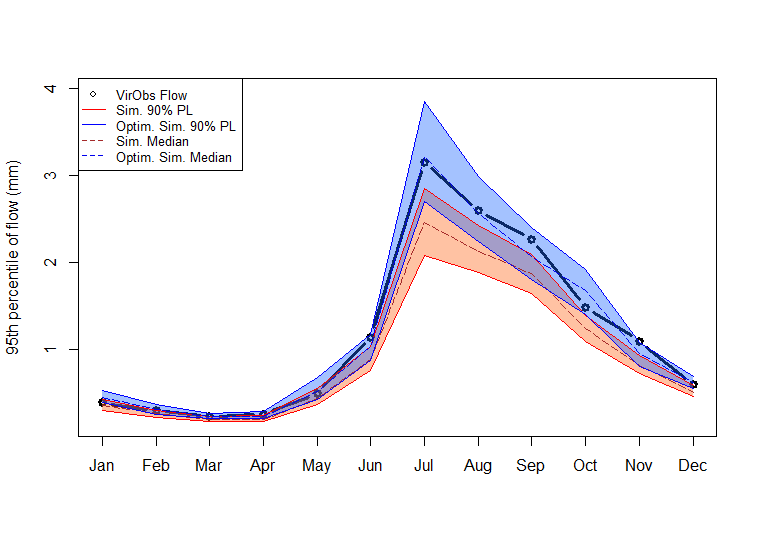 VirObs Flow
Sim. 90% PL
Optim. Sim. 90% PL
Sim. Median
Optim. Sim. Median
95th percentile of flow (mm)
4
3
2
1
Jan Feb Mar Apr May Jun Jul Aug Sep Oct Nov Dec